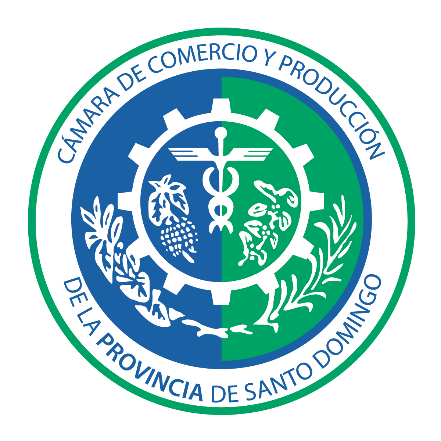 CÁMARA DE COMERCIO Y PRODUCCIÓN
DE LA PROVINCIA DE SANTO DOMINGO